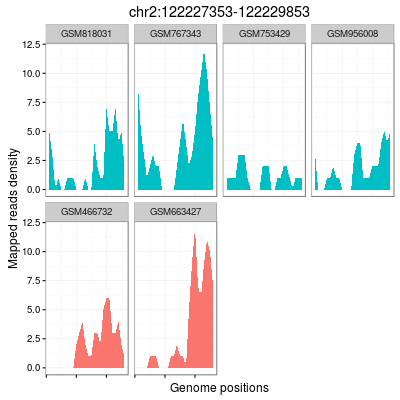 chr2:122227353-122229853
GSM818031 GSM767343 GSM753429 GSM956008
12.5
10.0
7.5
5.0
2.5
0.0
Mapped reads density
GSM466732 GSM663427
12.5
10.0
7.5
5.0
2.5
0.0
Genome positions